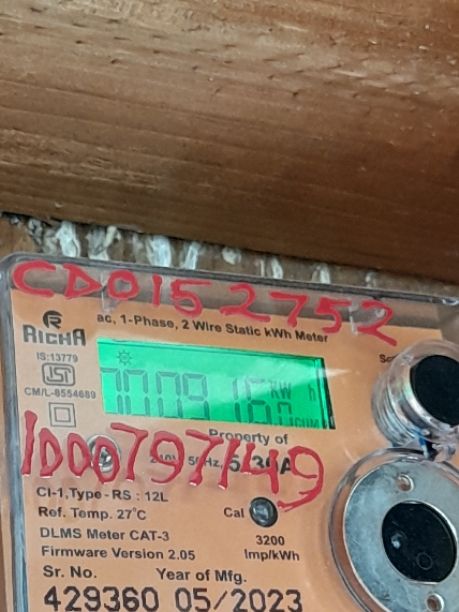 CD0152752
RICHA
ac, 1-Phase, 2 Wire Static kWh Meter
IS:13779
ISI
CM/L-8554689
KW h
CUM
Property of
1D00797149
CI-1, Type - RS : 12L
Ref. Temp. 27°C
Cal
DLMS Meter CAT-3
3200
Firmware Version 2.05
Imp/kWh
Sr. No.
Year of Mfg.
429360 05/2023